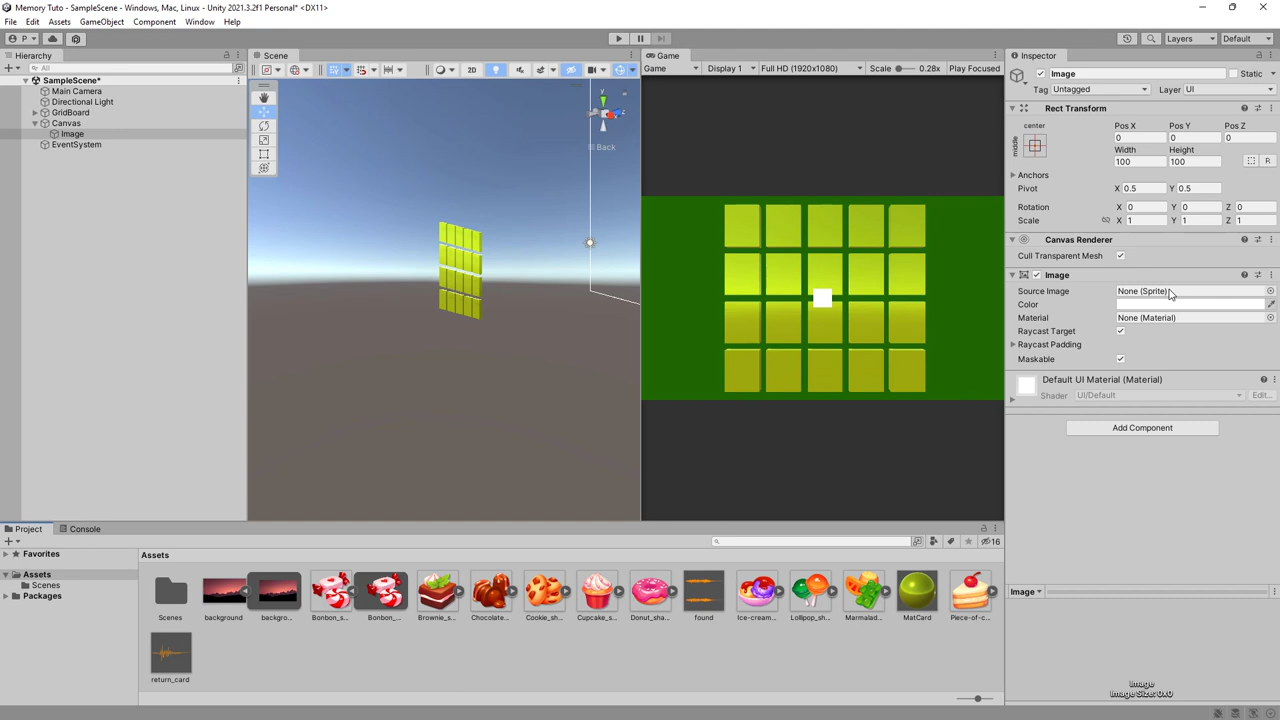 Memory Tuto - SampleScene - Windows, Mac, Linux - Unity 2021.3.2f1 Personal* <DX11>
File Edit Assets GameObject Component Window Help
P Layers Default
Hierarchy
All
SampleScene*
Main Camera
Directional Light
GridBoard
Canvas
Image
EventSystem
Scene
2D
y
z
Back
Game
Game Display 1 Full HD (1920x1080) Scale 0.28x Play Focused
Inspector
Image Static
Tag Untagged Layer UI
Rect Transform
center
middle
Pos X Pos Y Pos Z
0 0 0
Width Height
100 100 R
Anchors
Pivot X 0.5 Y 0.5
Rotation X 0 Y 0 Z 0
Scale X 1 Y 1 Z 1
Canvas Renderer
Cull Transparent Mesh
Image
Source Image None (Sprite)
Color
Material None (Material)
Raycast Target
Raycast Padding
Maskable
Default UI Material (Material)
Shader UI/Default Edit...
Add Component
Project Console
16
Favorites
Assets
Scenes
Packages
Assets
Scenes background backgro... Bonbon_s... Bonbon_... Brownie_s... Chocolate... Cookie_sh... Cupcake_s... Donut_sha... found Ice-cream... Lollipop_sh... Marmalad... MatCard Piece-of-c...
return_card
Image
Image
Image Size: 0x0